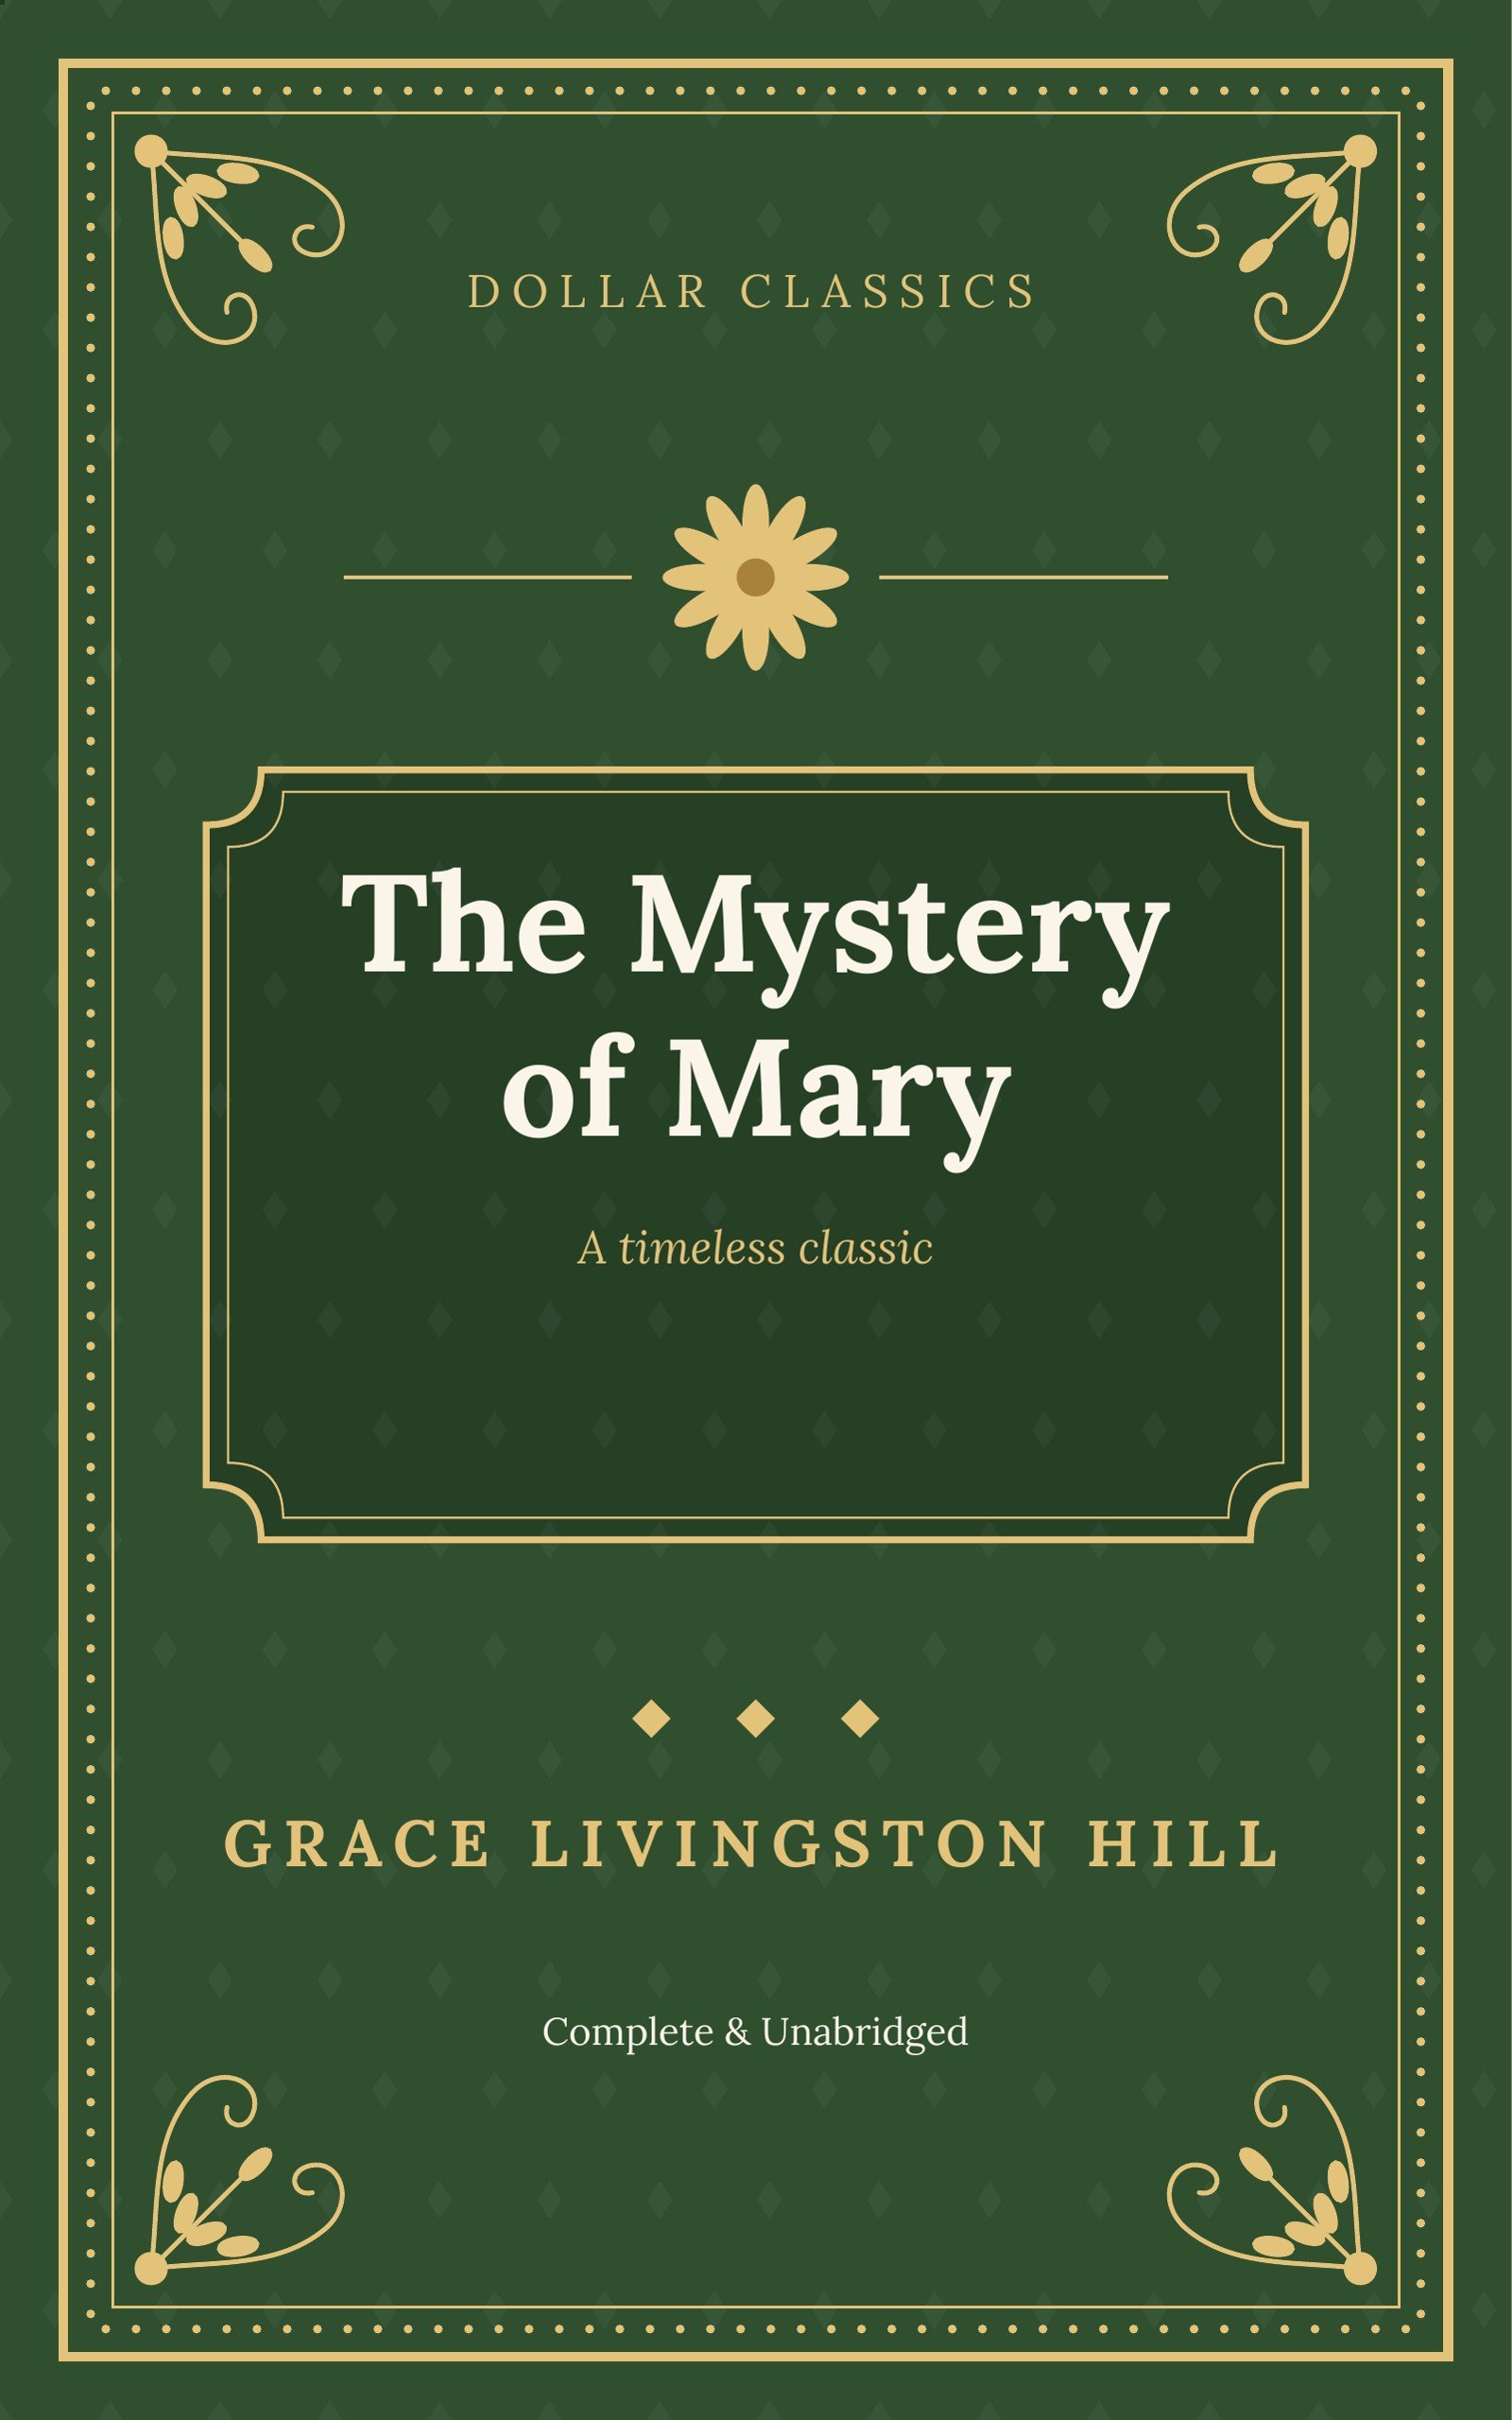 DOLLAR CLASSICS
The Mystery
of Mary
A timeless classic
GRACE LIVINGSTON HILL
Complete & Unabridged